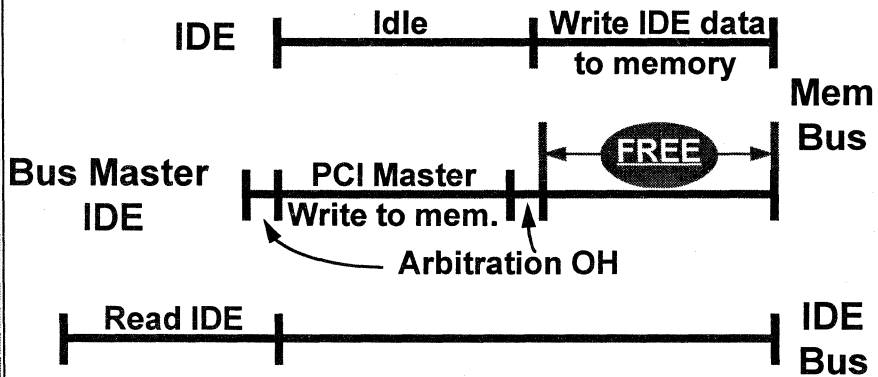 IDE
Idle
Write IDE data
to memory
Mem
Bus
FREE
Bus Master
IDE
PCI Master
Write to mem.
Arbitration OH
Read IDE
IDE
Bus